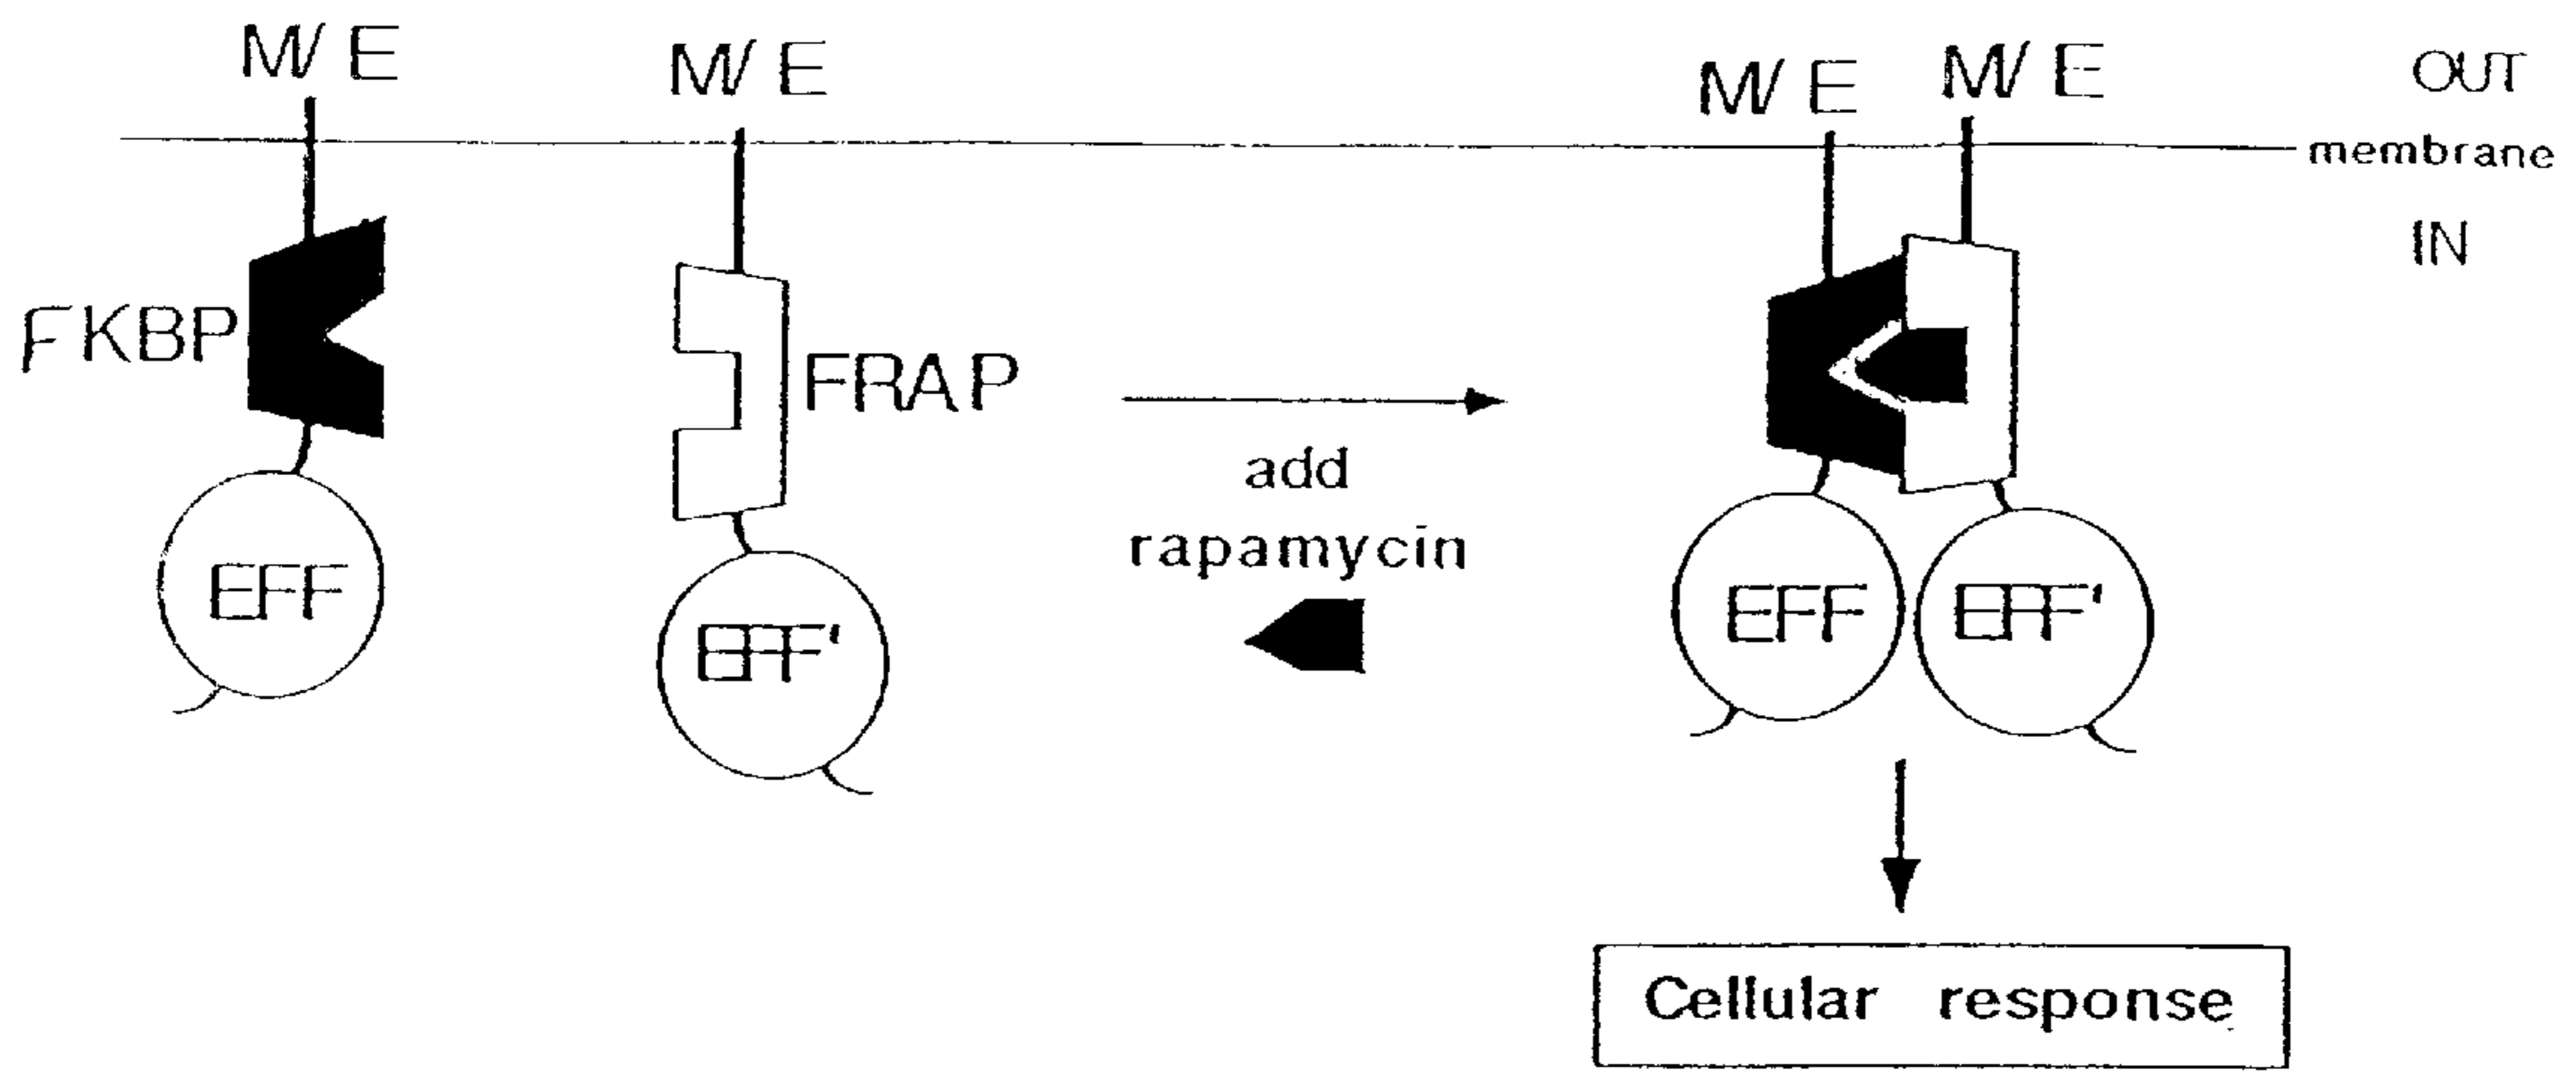 M/E
M/E
M/E
M/E
OUT
membrane
IN
FKBP
FRAP
add
rapamycin
EFF
EFF'
EFF
EFF'
Cellular response